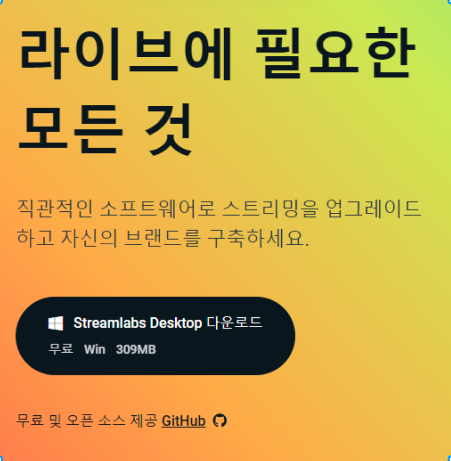 라이브에 필요한
모든 것
직관적인 소프트웨어로 스트리밍을 업그레이드
하고 자신의 브랜드를 구축하세요.
Streamlabs Desktop 다운로드
무료 Win 309MB
무료 및 오픈 소스 제공 GitHub